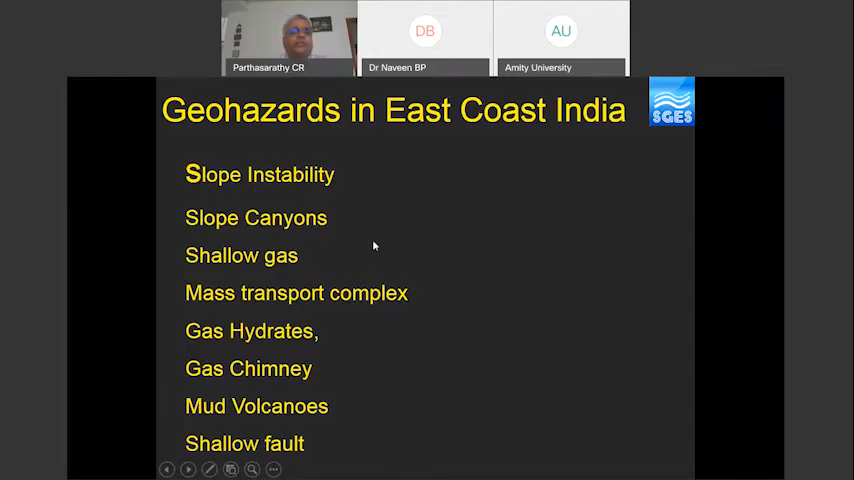 DB
AU
Parthasarathy CR
Dr Naveen BP
Amity University
Geohazards in East Coast India
SGES
Slope Instability
Slope Canyons
Shallow gas
Mass transport complex
Gas Hydrates,
Gas Chimney
Mud Volcanoes
Shallow fault